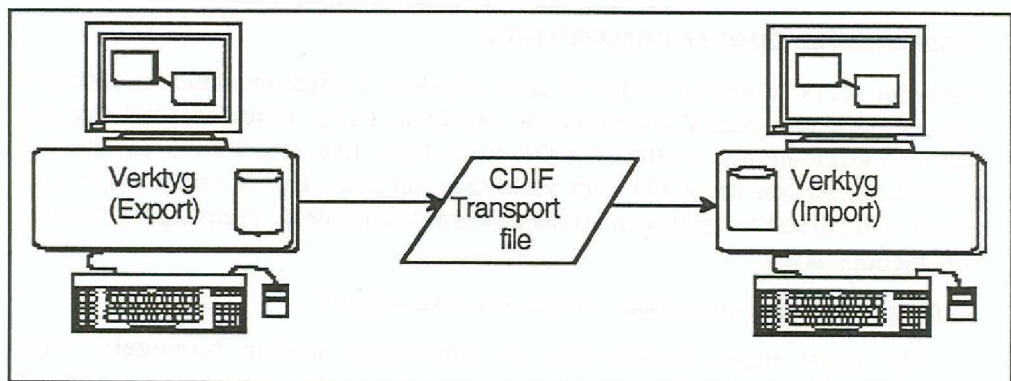 Verktyg
(Export)
CDIF
Transport
file
Verktyg
(Import)